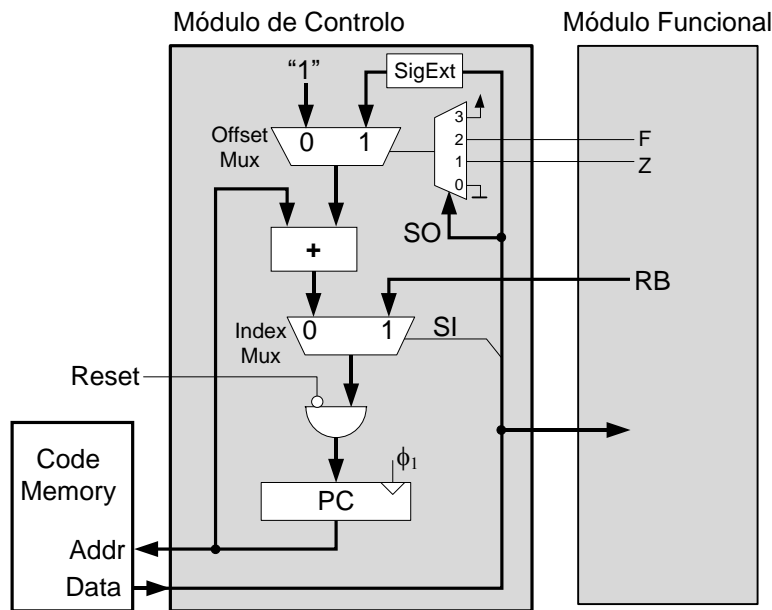 Módulo de Controlo
Módulo Funcional
“1”
SigExt
Offset
Mux
0 1
3
2
1
0
F
Z
SO
+
RB
Index
Mux
0 1
SI
Reset
Code
Memory
ϕ1
PC
Addr
Data